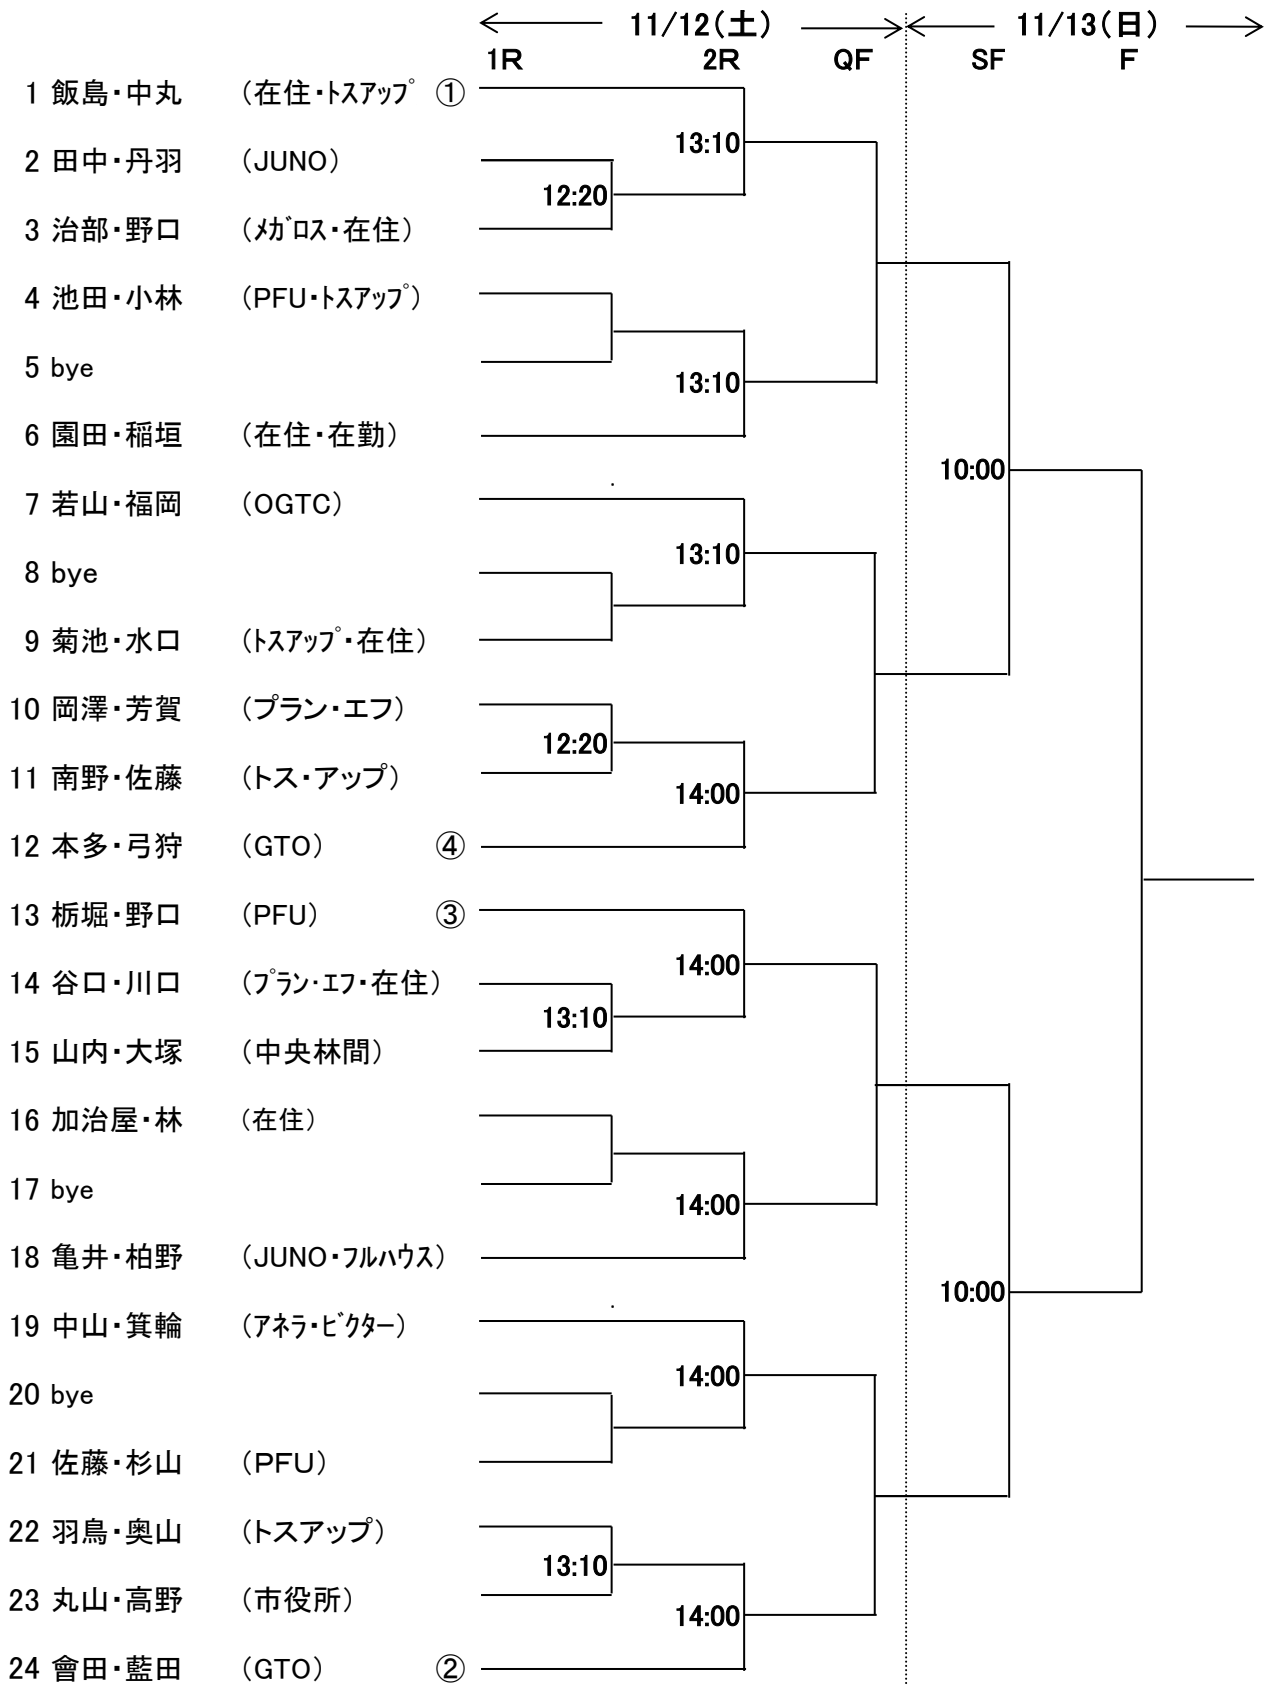 11/12(土) 11/13(日)
1R 2R QF SF F
1 飯島・中丸 (在住・ﾄｽｱｯﾌﾟ ①
13:10
2 田中・丹羽 (JUNO)
12:20
3 治部・野口 (ﾒｶﾞﾛｽ・在住)
4 池田・小林 (PFU・ﾄｽｱｯﾌﾟ)
5 bye
13:10
6 園田・稲垣 (在住・在勤)
10:00
7 若山・福岡 (OGTC)
13:10
8 bye
9 菊池・水口 (ﾄｽｱｯﾌﾟ・在住)
10 岡澤・芳賀 (プラン・エフ)
12:20
11 南野・佐藤 (トス・アップ)
14:00
12 本多・弓狩 (GTO) ④
13 栃堀・野口 (PFU) ③
14:00
14 谷口・川口 (ﾌﾟﾗﾝ･ｴﾌ・在住)
13:10
15 山内・大塚 (中央林間)
16 加治屋・林 (在住)
17 bye
14:00
18 亀井・柏野 (JUNO・ﾌﾙﾊｳｽ)
10:00
19 中山・箕輪 (ｱﾈﾗ・ﾋﾞｸﾀｰ)
14:00
20 bye
21 佐藤・杉山 (ＰＦＵ)
22 羽鳥・奥山 (トスアップ)
13:10
23 丸山・高野 (市役所)
14:00
24 會田・藍田 (GTO) ②